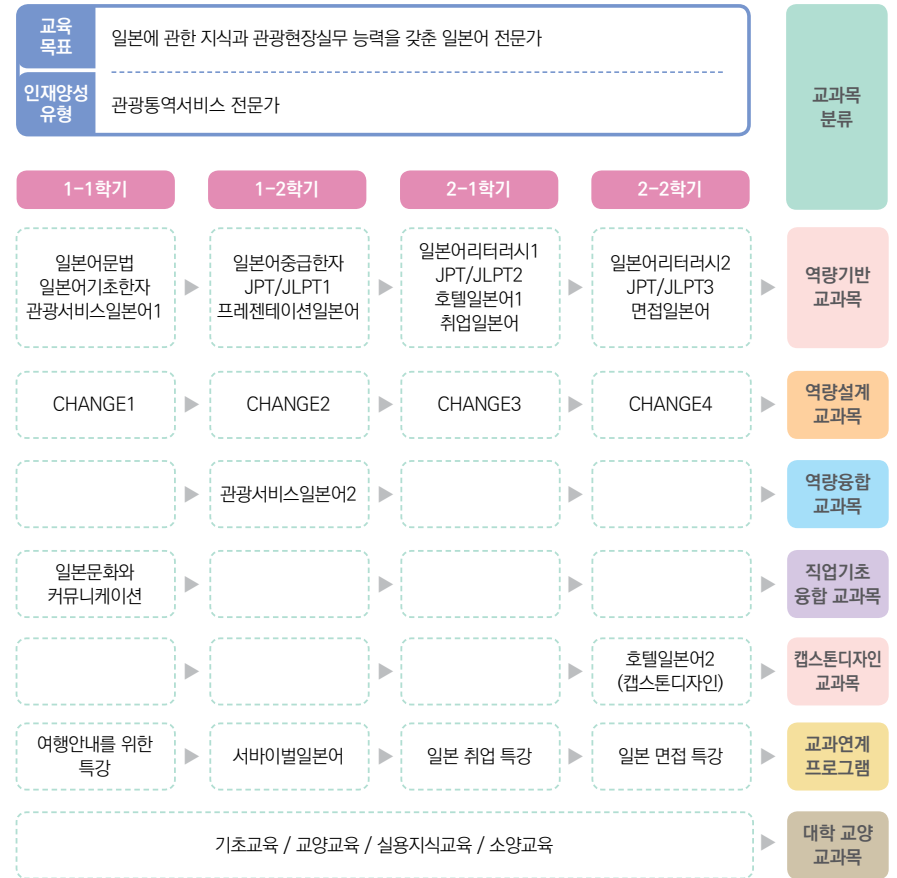 교육
목표
일본에 관한 지식과 관광현장실무 능력을 갖춘 일본어 전문가
인재양성
유형
관광통역서비스 전문가
교과목
분류
1-1학기
1-2학기
2-1학기
2-2학기
일본어문법
일본어기초한자
관광서비스일본어1
일본어중급한자
JPT/JLPT1
프레젠테이션일본어
일본어리터러시1
JPT/JLPT2
호텔일본어1
취업일본어
일본어리터러시2
JPT/JLPT3
면접일본어
역량기반
교과목
CHANGE1
CHANGE2
CHANGE3
CHANGE4
역량설계
교과목
관광서비스일본어2
역량융합
교과목
일본문화와
커뮤니케이션
직업기초
융합 교과목
호텔일본어2
(캡스톤디자인)
캡스톤디자인
교과목
여행안내를 위한
특강
서바이벌일본어
일본 취업 특강
일본 면접 특강
교과연계
프로그램
기초교육 / 교양교육 / 실용지식교육 / 소양교육
대학 교양
교과목